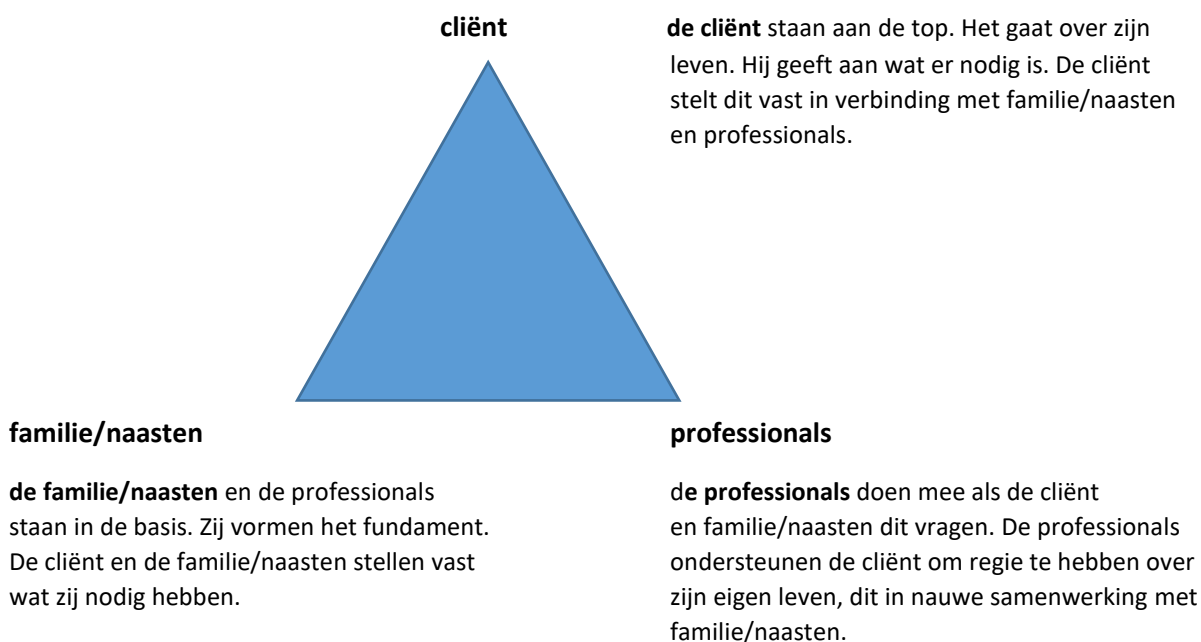 cliënt
de cliënt staan aan de top. Het gaat over zijn
leven. Hij geeft aan wat er nodig is. De cliënt
stelt dit vast in verbinding met familie/naasten
en professionals.
familie/naasten
de familie/naasten en de professionals
staan in de basis. Zij vormen het fundament.
De cliënt en de familie/naasten stellen vast
wat zij nodig hebben.
professionals
de professionals doen mee als de cliënt
en familie/naasten dit vragen. De professionals
ondersteunen de cliënt om regie te hebben over
zijn eigen leven, dit in nauwe samenwerking met
familie/naasten.